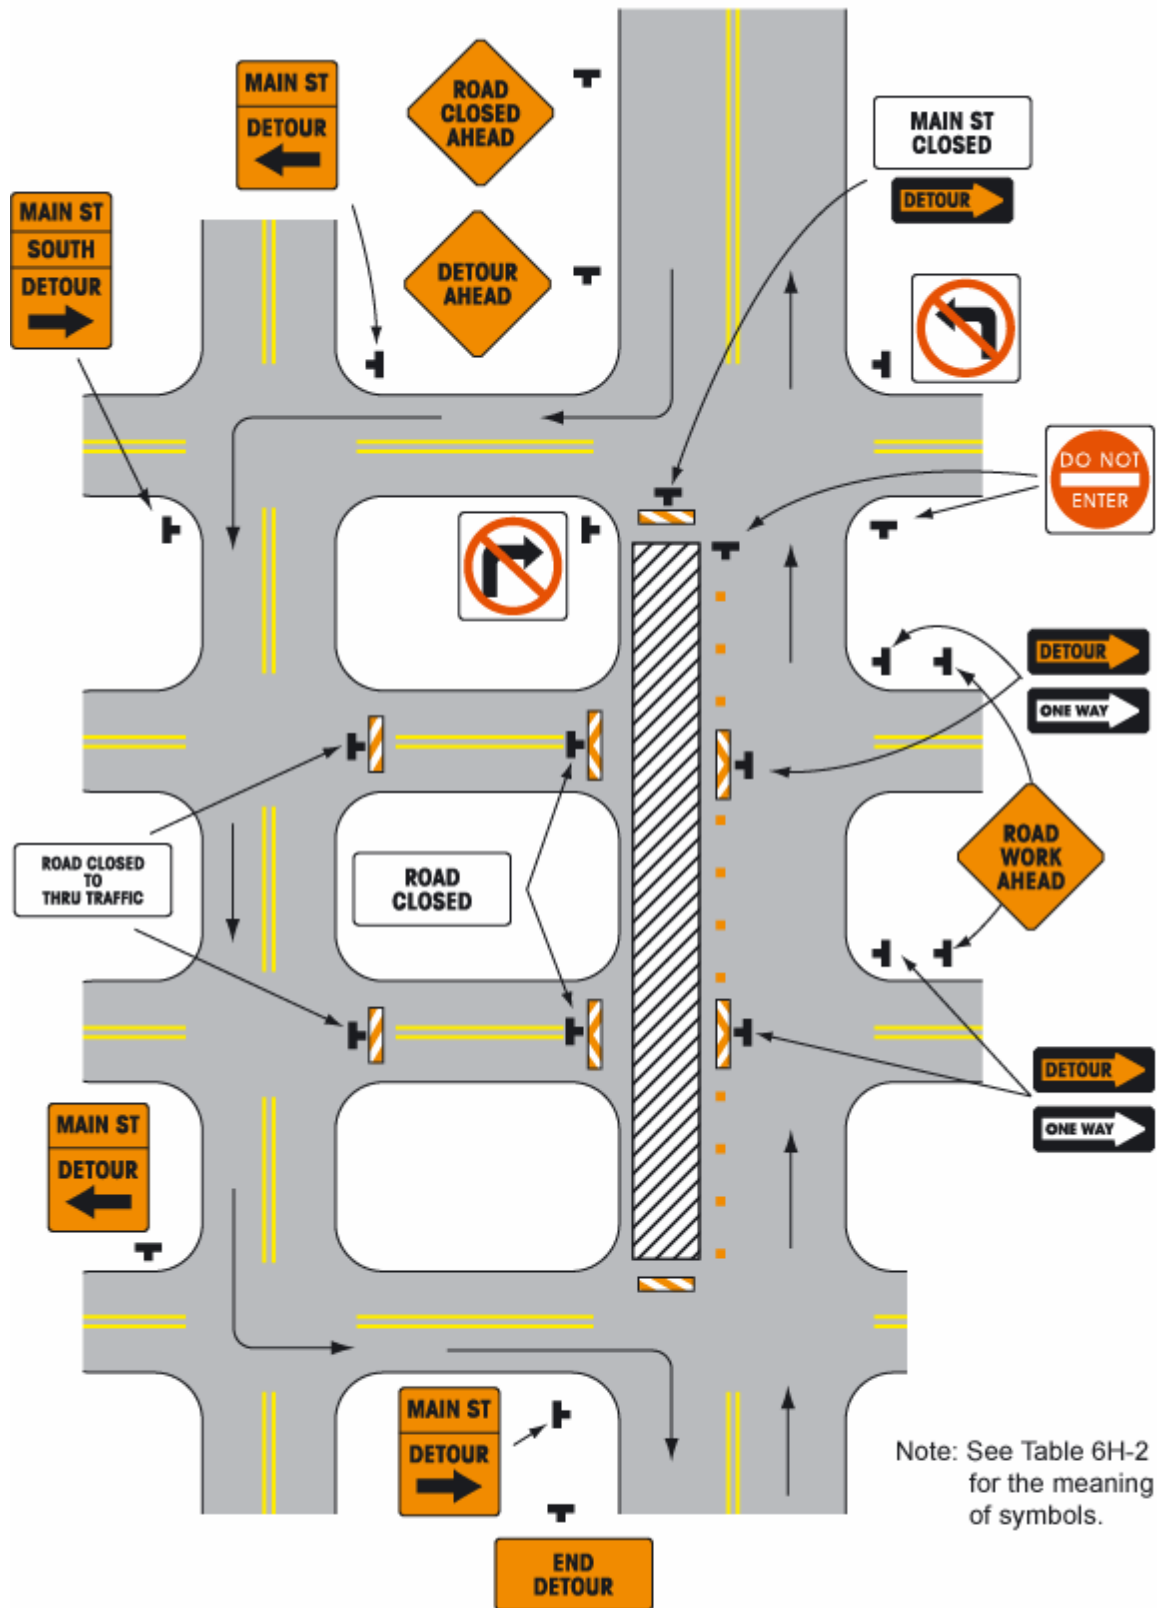 MAIN ST
DETOUR
ROAD
CLOSED
AHEAD
MAIN ST
CLOSED
DETOUR
MAIN ST
SOUTH
DETOUR
DETOUR
AHEAD
DO NOT
ENTER
DETOUR
ONE WAY
ROAD CLOSED
TO
THRU TRAFFIC
ROAD
CLOSED
ROAD
WORK
AHEAD
DETOUR
ONE WAY
MAIN ST
DETOUR
MAIN ST
DETOUR
Note: See Table 6H-2
for the meaning
of symbols.
END
DETOUR